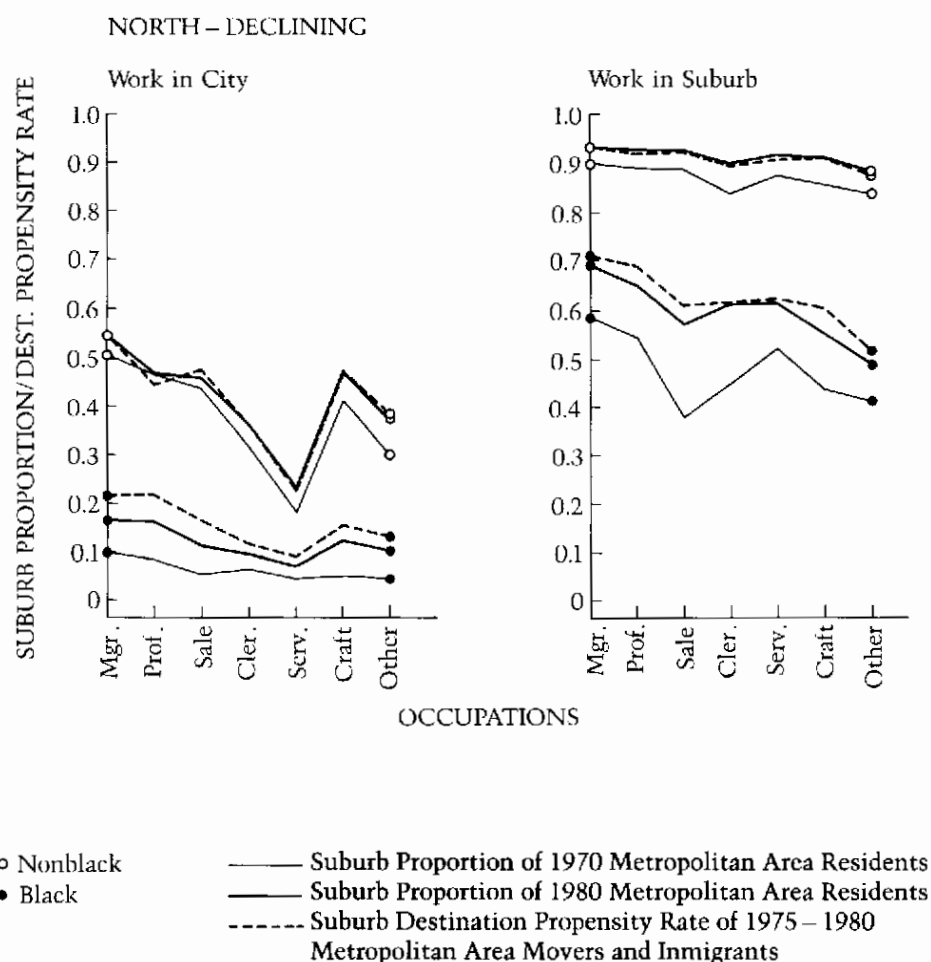 NORTH – DECLINING
Work in City
Work in Suburb
SUBURB PROPORTION/DEST. PROPENSITY RATE
1.0
0.9
0.8
0.7
0.6
0.5
0.4
0.3
0.2
0.1
0
1.0
0.9
0.8
0.7
0.6
0.5
0.4
0.3
0.2
0.1
0
Mgr.
Prof.
Sale
Cler.
Serv.
Craft
Other
Mgr.
Prof.
Sale
Cler.
Serv.
Craft
Other
OCCUPATIONS
Nonblack
Black
Suburb Proportion of 1970 Metropolitan Area Residents
Suburb Proportion of 1980 Metropolitan Area Residents
Suburb Destination Propensity Rate of 1975–1980
Metropolitan Area Movers and Inmigrants